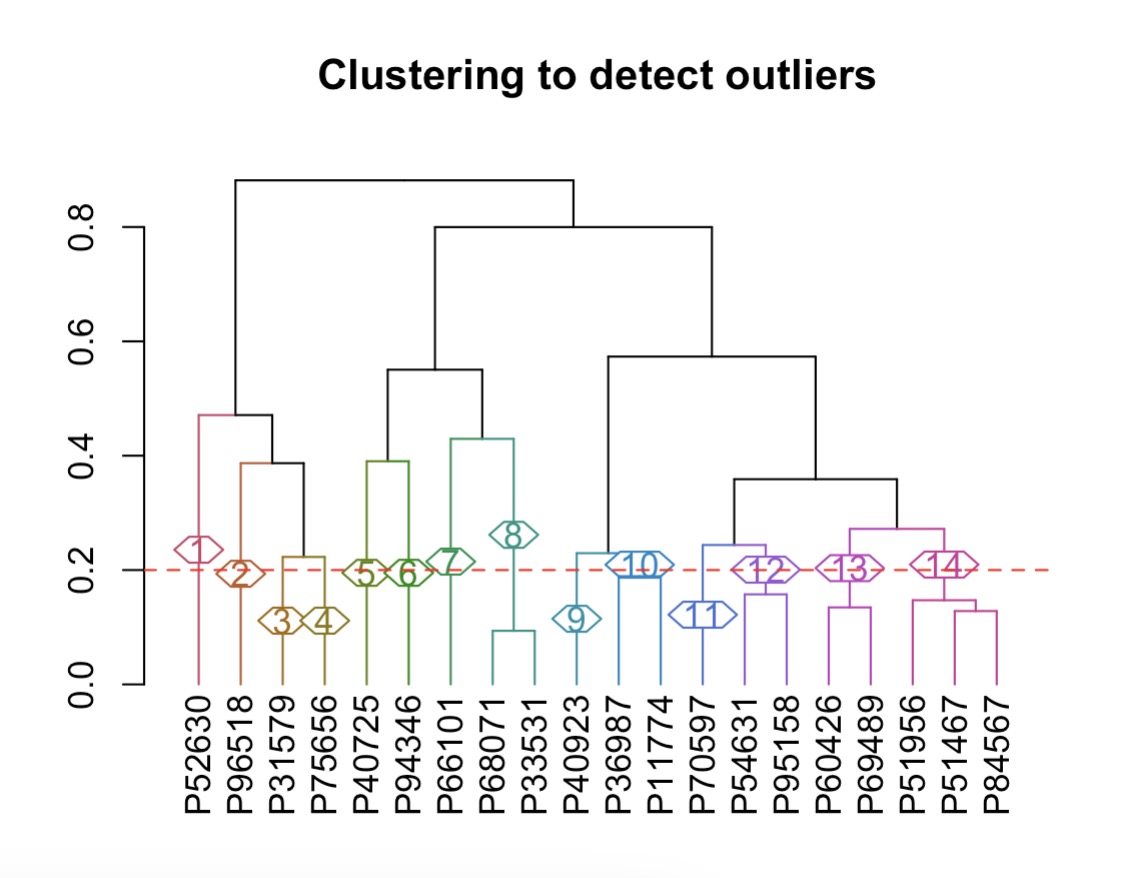 Clustering to detect outliers
0.8
0.6
0.4
0.2
0.0
1
2
3
4
5
6
7
8
9
10
11
12
13
14
P52630
P96518
P31579
P75656
P40725
P94346
P66101
P68071
P33531
P40923
P36987
P11774
P70597
P54631
P95158
P60426
P69489
P51956
P51467
P84567